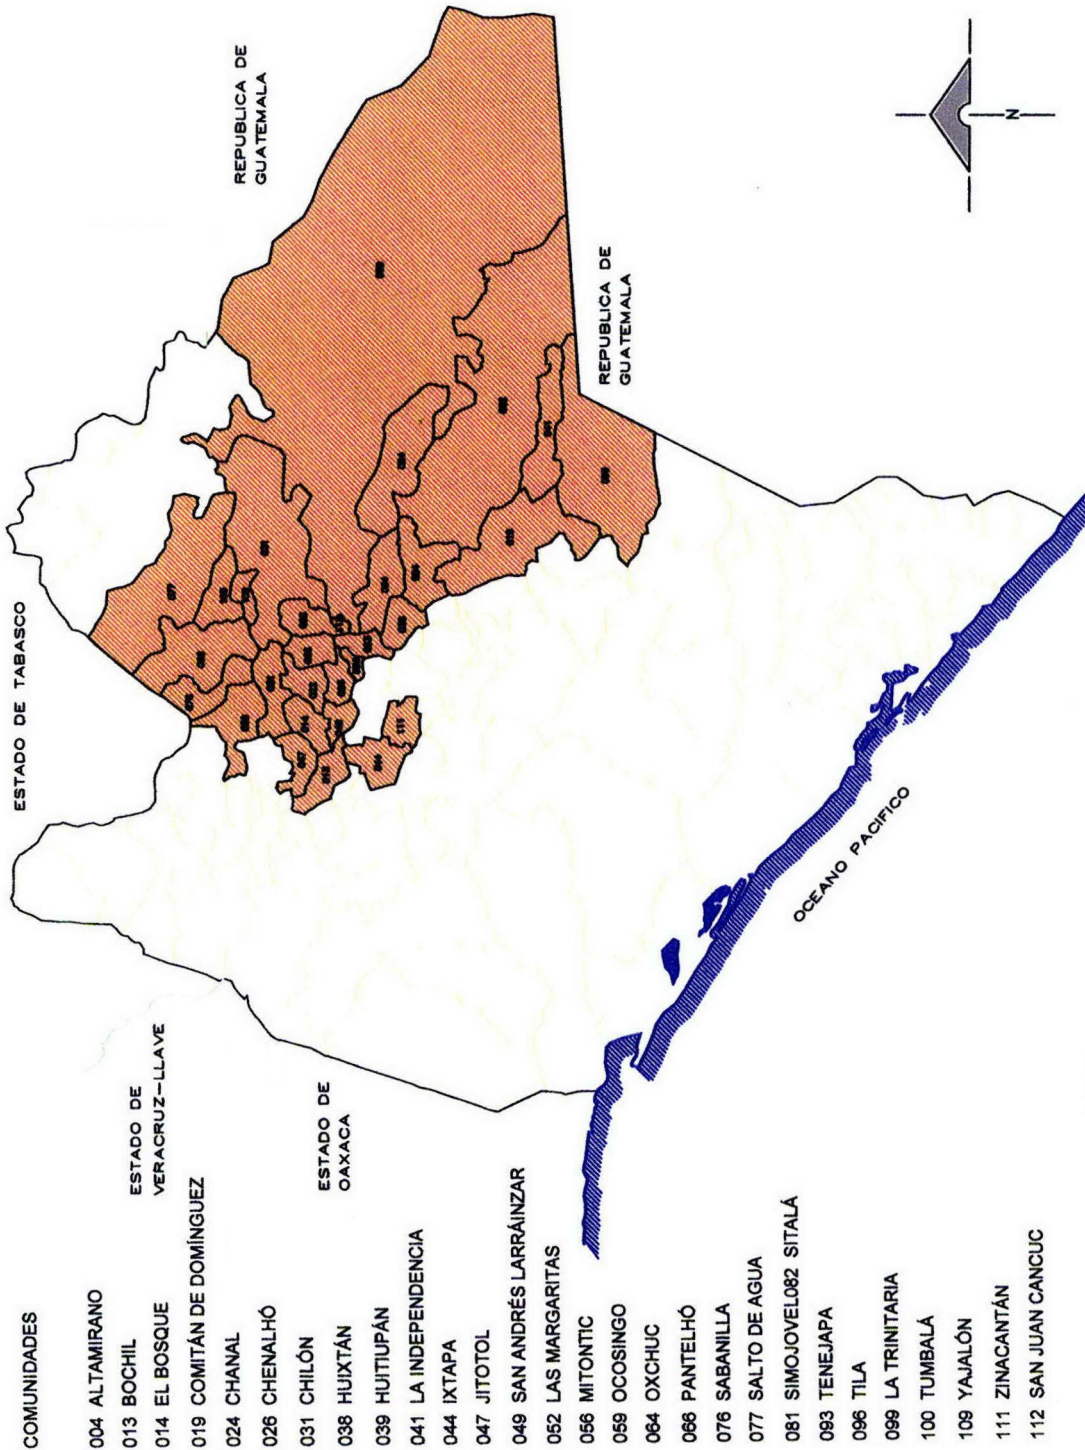 COMUNIDADES
004 ALTAMIRANO
013 BOCHIL
014 EL BOSQUE
019 COMITÁN DE DOMÍNGUEZ
024 CHANAL
026 CHENALHÓ
031 CHILÓN
038 HUIXTÁN
039 HUITIUPÁN
041 LA INDEPENDENCIA
044 IXTAPA
047 JITOTOL
049 SAN ANDRÉS LARRÁINZAR
052 LAS MARGARITAS
056 MITONTIC
059 OCOSINGO
064 OXCHUC
066 PANTELHÓ
076 SABANILLA
077 SALTO DE AGUA
081 SIMOJOVEL082 SITALÁ
093 TENEJAPA
096 TILA
099 LA TRINITARIA
100 TUMBALÁ
109 YAJALÓN
111 ZINACANTÁN
112 SAN JUAN CANCUC
ESTADO DE
VERACRUZ-LLAVE
ESTADO DE
OAXACA
ESTADO DE TABASCO
REPUBLICA DE
GUATEMALA
REPUBLICA DE
GUATEMALA
OCEANO PACIFICO
N
077
111